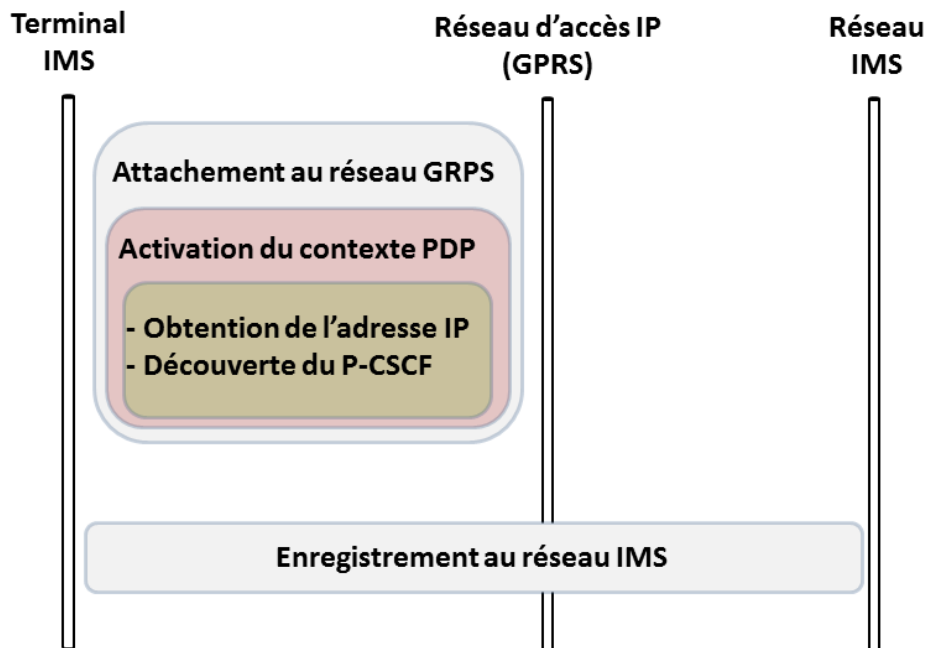 Terminal
IMS
Réseau d'accès IP
(GPRS)
Réseau
IMS
Attachement au réseau GRPS
Activation du contexte PDP
- Obtention de l'adresse IP
- Découverte du P-CSCF
Enregistrement au réseau IMS